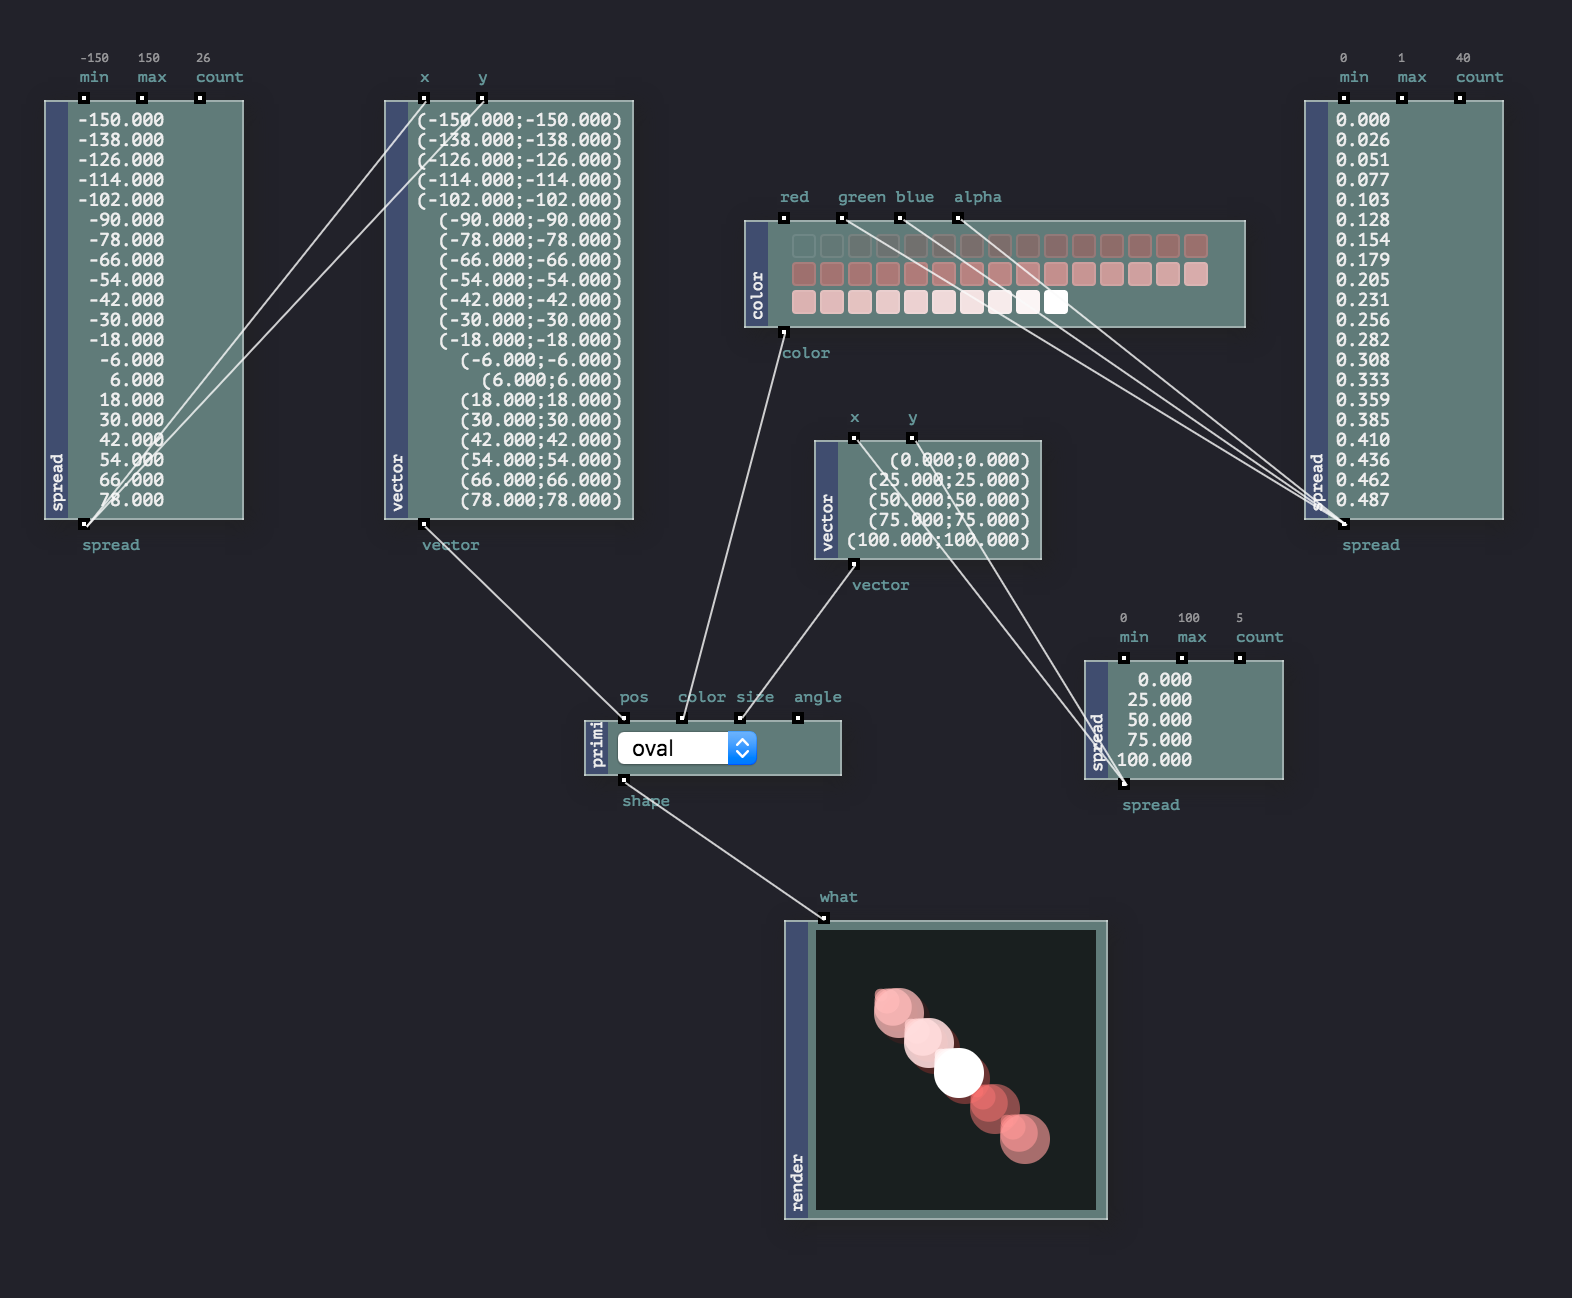 -150 150 26
min max count
-150.000
-138.000
-126.000
-114.000
-102.000
-90.000
-78.000
-66.000
-54.000
-42.000
-30.000
-18.000
-6.000
6.000
18.000
30.000
42.000
54.000
66.000
78.000
spread
spread
x y
(-150.000;-150.000)
(-138.000;-138.000)
(-126.000;-126.000)
(-114.000;-114.000)
(-102.000;-102.000)
(-90.000;-90.000)
(-78.000;-78.000)
(-66.000;-66.000)
(-54.000;-54.000)
(-42.000;-42.000)
(-30.000;-30.000)
(-18.000;-18.000)
(-6.000;-6.000)
(6.000;6.000)
(18.000;18.000)
(30.000;30.000)
(42.000;42.000)
(54.000;54.000)
(66.000;66.000)
(78.000;78.000)
vector
vector
red green blue alpha
color
color
0 1 40
min max count
0.000
0.026
0.051
0.077
0.103
0.128
0.154
0.179
0.205
0.231
0.256
0.282
0.308
0.333
0.359
0.385
0.410
0.436
0.462
0.487
spread
spread
x y
(0.000;0.000)
(25.000;25.000)
(50.000;50.000)
(75.000;75.000)
(100.000;100.000)
vector
vector
0 100 5
min max count
0.000
25.000
50.000
75.000
100.000
spread
spread
pos color size angle
primi
oval
shape
what
render